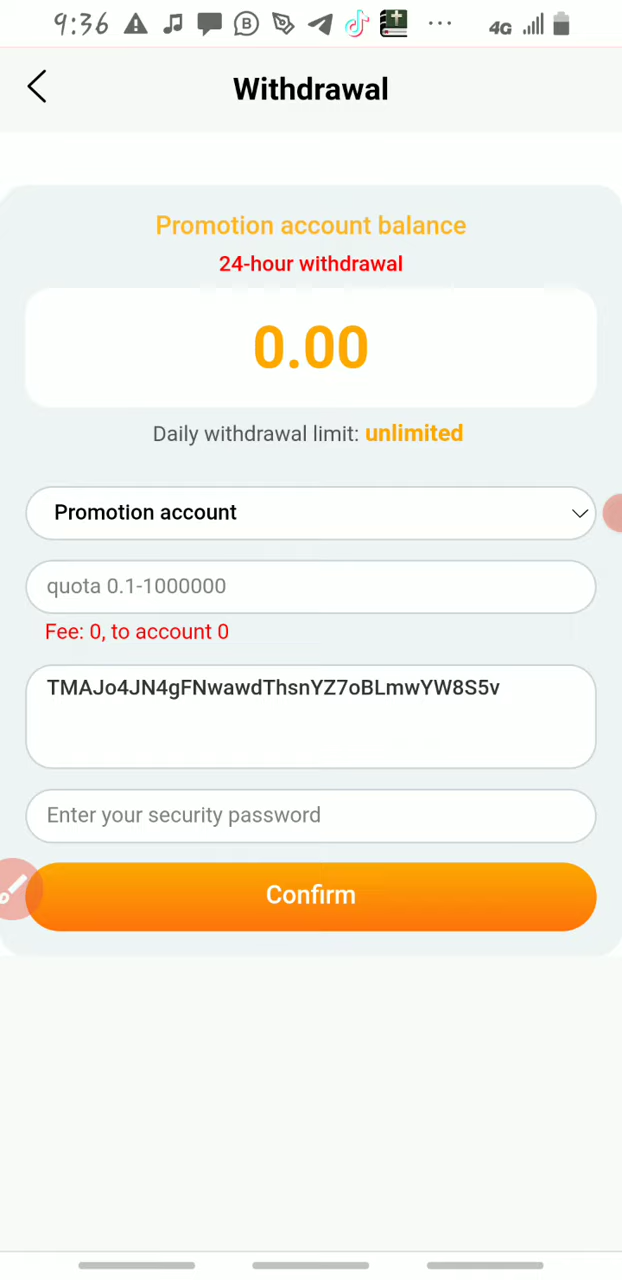 9:36
4G
Withdrawal
Promotion account balance
24-hour withdrawal
0.00
Daily withdrawal limit: unlimited
Promotion account
quota 0.1-1000000
Fee: 0, to account 0
TMAJo4JN4gFNwawdThsnYZ7oBLmwYW8S5v
Enter your security password
Confirm